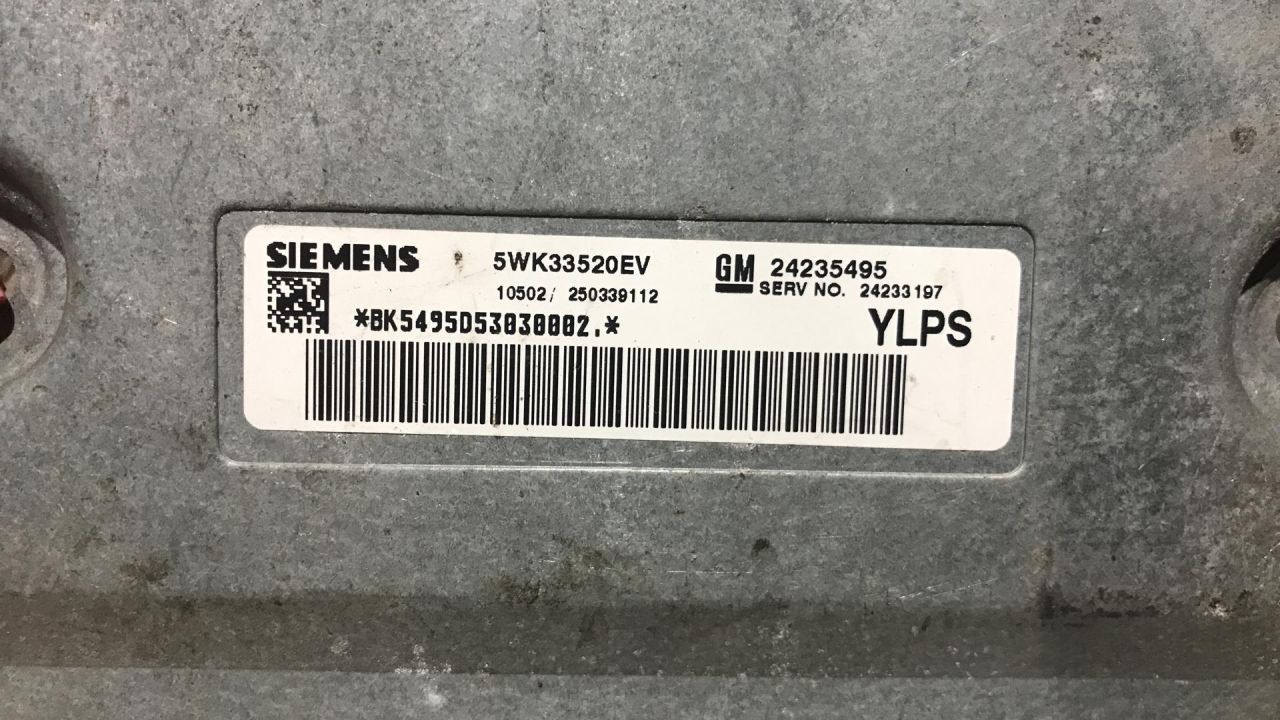 SIEMENS 5WK33520EV GM 24235495
10502/ 250339112 SERV NO. 24233197
*BK5495D53030002.* YLPS